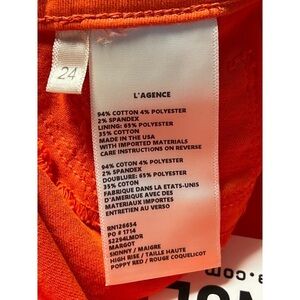 24
L'AGENCE
94% COTTON 4% POLYESTER
2% SPANDEX
LINING: 65% POLYESTER
35% COTTON
MADE IN THE USA
WITH IMPORTED MATERIALS
CARE INSTRUCTIONS ON REVERSE
94% COTTON 4% POLYESTER
2% SPANDEX
DOUBLURE: 65% POLYESTER
35% COTON
FABRIQUE DANS LA ETATS-UNIS
D'AMERIQUE AVEC DES
MATERIAUX IMPORTES
ENTRETIEN AU VERSO
RN126654
PO # 1714
52294LMDR
MARGOT
SKINNY / MAIGRE
HIGH RISE / TAILLE HAUTE
POPPY RED / ROUGE COQUELICOT